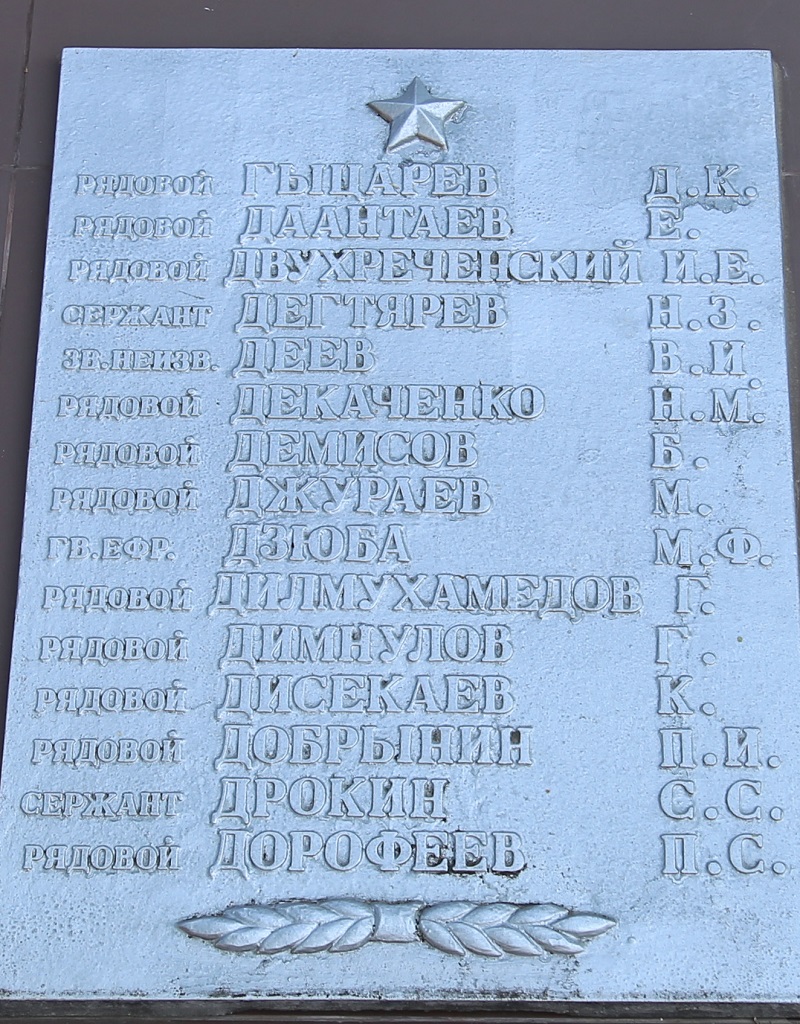 РЯДОВОЙ ГЫЦАРЕВ Д.К.
РЯДОВОЙ ДААНТАЕВ Е.
РЯДОВОЙ ДВУХРЕЧЕНСКИЙ И.Е.
СЕРЖАНТ ДЕГТЯРЕВ Н.З.
ЗВ.НЕИЗВ. ДЕЕВ В.И.
РЯДОВОЙ ДЕКАЧЕНКО Н.М.
РЯДОВОЙ ДЕМИСОВ Б.
РЯДОВОЙ ДЖУРАЕВ М.
ГВ.ЕФР. ДЗЮБА М.Ф.
РЯДОВОЙ ДИЛМУХАМЕДОВ Г.
РЯДОВОЙ ДИМНУЛОВ Г.
РЯДОВОЙ ДИСЕКАЕВ К.
РЯДОВОЙ ДОБРЫНИН П.И.
СЕРЖАНТ ДРОКИН С.С.
РЯДОВОЙ ДОРОФЕЕВ П.С.